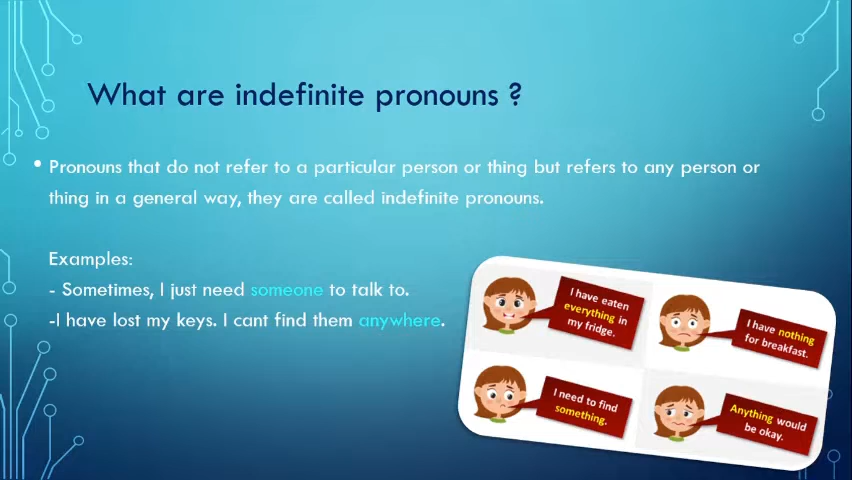 What are indefinite pronouns ?
• Pronouns that do not refer to a particular person or thing but refers to any person or
thing in a general way, they are called indefinite pronouns.
Examples:
- Sometimes, I just need someone to talk to.
-I have lost my keys. I cant find them anywhere.
I have eaten
everything in
my fridge.
I have nothing
for breakfast.
I need to find
something.
Anything would
be okay.